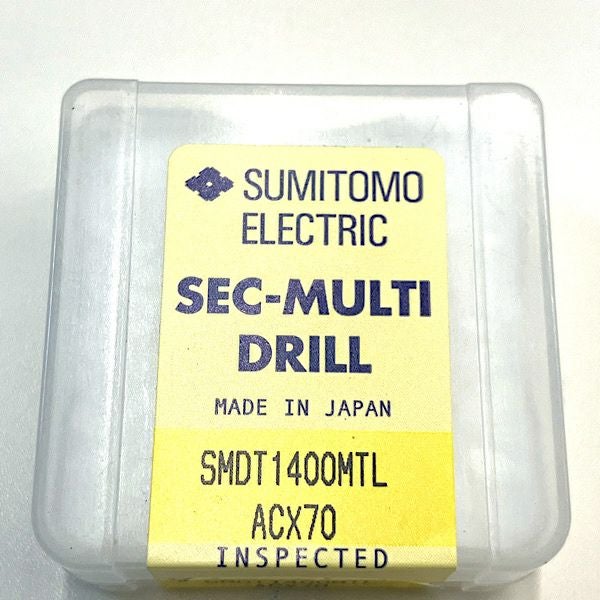 SUMITOMO
ELECTRIC
SEC-MULTI
DRILL
MADE IN JAPAN
SMDT1400MTL
ACX70
INSPECTED